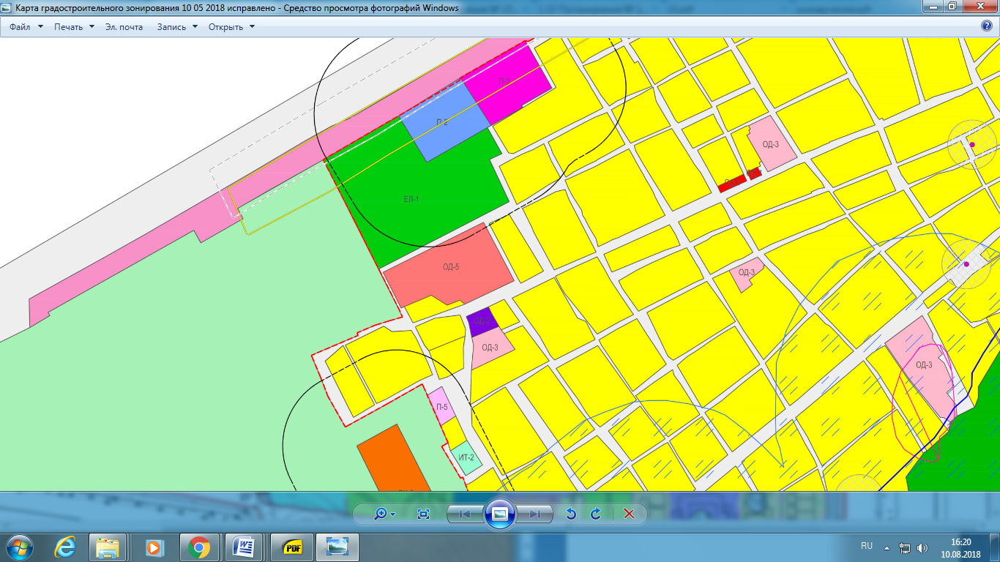 Карта градостроительного зонирования 10 05 2018 исправлено - Средство просмотра фотографий Windows
Файл Печать Эл. почта Запись Открыть
П-3
П-2
ОД-3
ЕЛ-1
ОД-5
ОД-3
ОД-3
ОД-3
П-5
ИТ-2
PDF
RU
16:20
10.08.2018